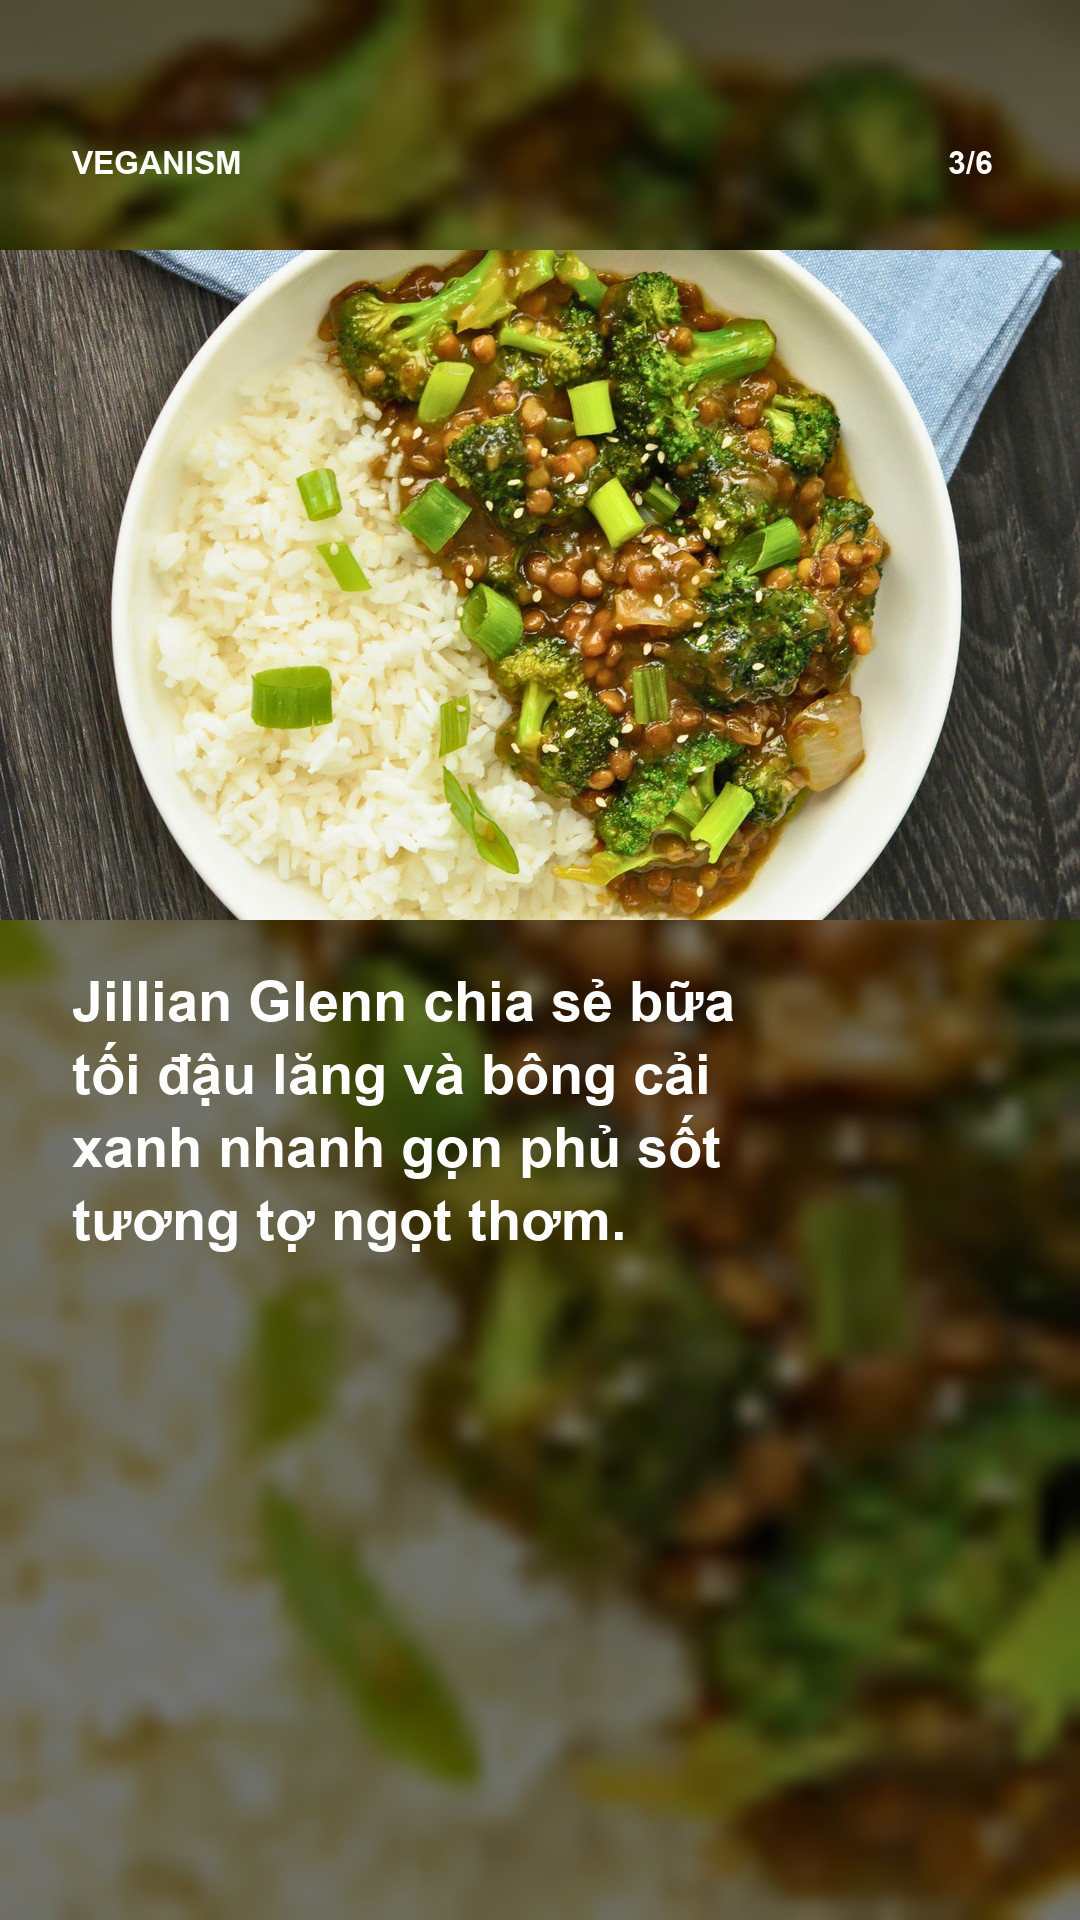 VEGANISM
3/6
Jillian Glenn chia sẻ bữa
tối đậu lăng và bông cải
xanh nhanh gọn phủ sốt
tương tợ ngọt thơm.